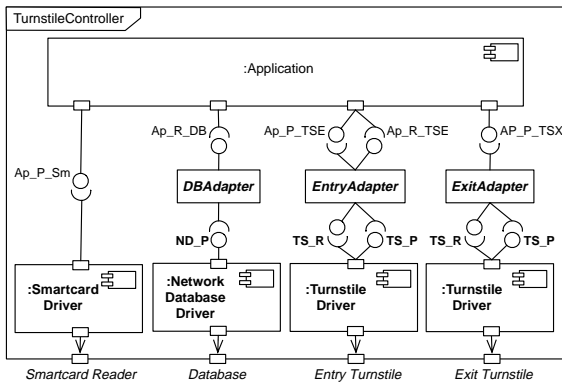 TurnstileController
:Application
Ap_R_DB
Ap_P_TSE
Ap_R_TSE
AP_P_TSX
Ap_P_Sm
DBAdapter
EntryAdapter
ExitAdapter
ND_P
TS_R
TS_P
TS_R
TS_P
:Smartcard
Driver
:Network
Database
Driver
:Turnstile
Driver
:Turnstile
Driver
Smartcard Reader
Database
Entry Turnstile
Exit Turnstile